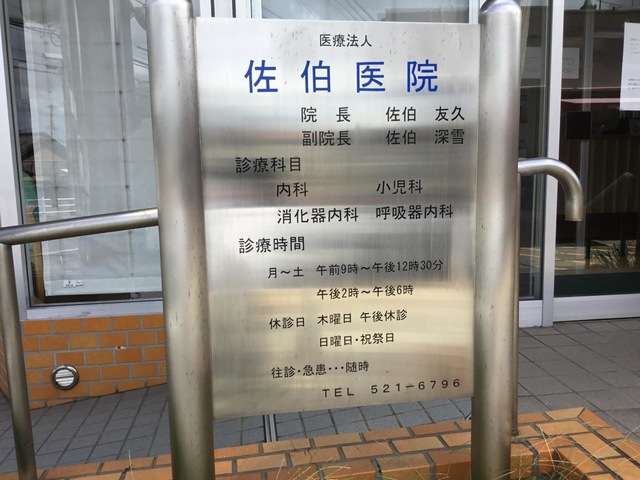 医療法人
佐伯医院
院長 佐伯 友久
副院長 佐伯 深雪
診療科目
内科 小児科
消化器内科 呼吸器内科
診療時間
月〜土 午前9時〜午後12時30分
午後2時〜午後6時
休診日 木曜日 午後休診
日曜日・祝祭日
往診・急患・・・随時
TEL 521-6796